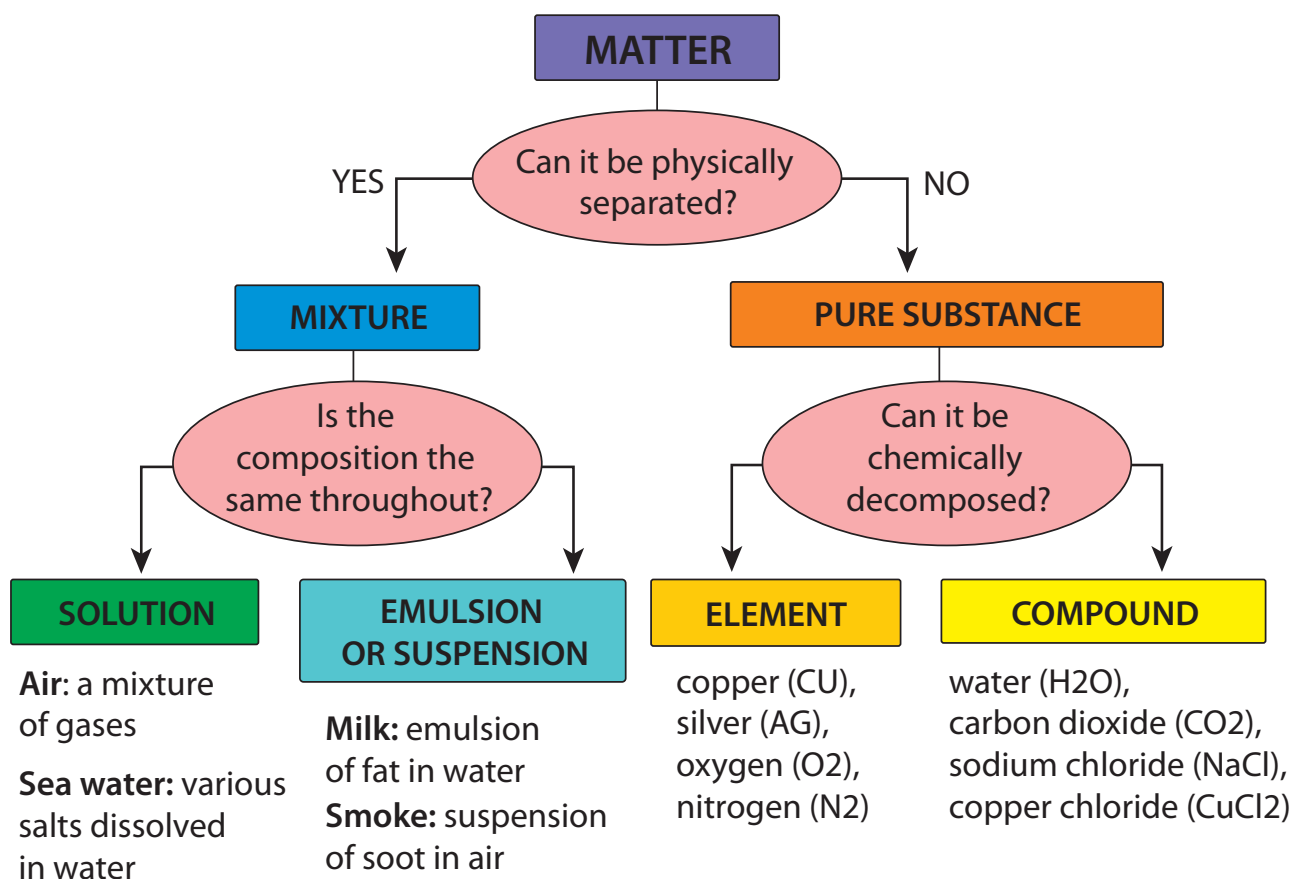 MATTER
Can it be physically
separated?
YES
NO
MIXTURE
PURE SUBSTANCE
Is the
composition the
same throughout?
Can it be
chemically
decomposed?
SOLUTION
EMULSION
OR SUSPENSION
ELEMENT
COMPOUND
Air: a mixture
of gases
Sea water: various
salts dissolved
in water
Milk: emulsion
of fat in water
Smoke: suspension
of soot in air
copper (CU),
silver (AG),
oxygen (O2),
nitrogen (N2)
water (H2O),
carbon dioxide (CO2),
sodium chloride (NaCl),
copper chloride (CuCl2)